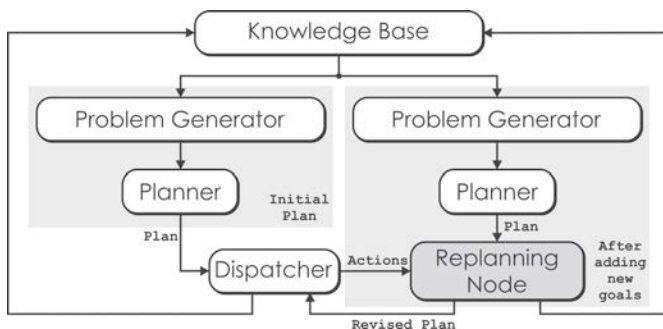 Knowledge Base
Problem Generator
Problem Generator
Planner
Planner
Initial
Plan
Plan
Plan
Dispatcher
Actions
Replanning
Node
After
adding
new
goals
Revised Plan